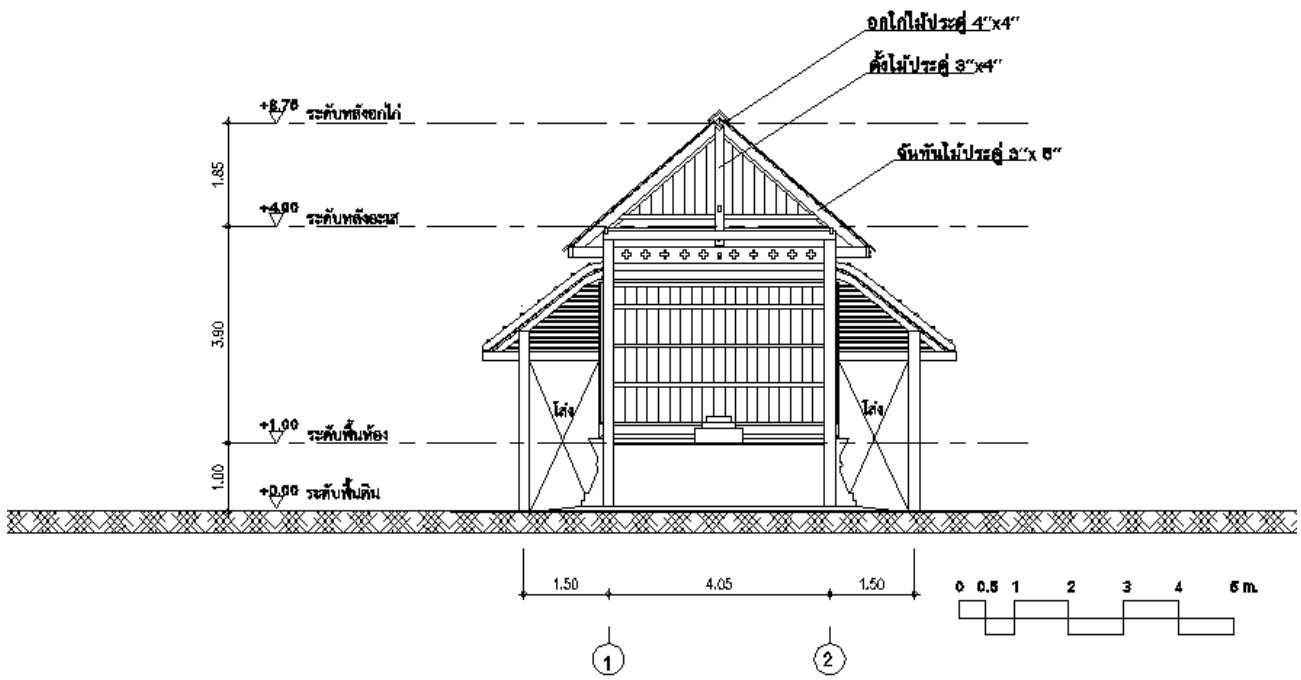 อกไก่ไม้ประดู่ 4"x4"
ดั้งไม้ประดู่ 3"x4"
จันทันไม้ประดู่
+6.75 ระดับหลังอกไก่
+4.90 ระดับหลังอะเส
+1.00 ระดับพื้นห้อง
+0.00 ระดับพื้นดิน
1.85
3.90
1.00
โล่ง
โล่ง
1.50
4.05
1.50
0 0.5 1 2 3 4 5 m.
1
2